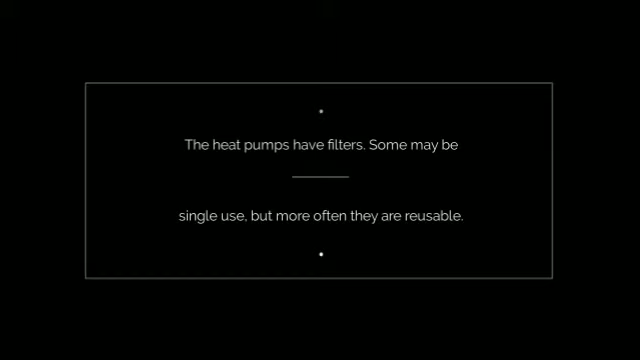 The heat pumps have filters. Some may be
single use, but more often they are reusable.